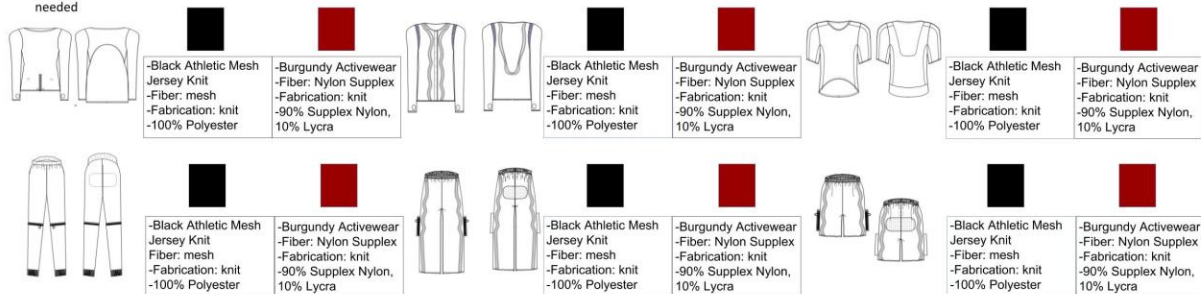 needed
-Black Athletic Mesh
Jersey Knit
-Fiber: mesh
-Fabrication: knit
-100% Polyester
-Burgundy Activewear
-Fiber: Nylon Supplex
-Fabrication: knit
-90% Supplex Nylon,
10% Lycra
-Black Athletic Mesh
Jersey Knit
-Fiber: mesh
-Fabrication: knit
-100% Polyester
-Burgundy Activewear
-Fiber: Nylon Supplex
-Fabrication: knit
-90% Supplex Nylon,
10% Lycra
-Black Athletic Mesh
Jersey Knit
-Fiber: mesh
-Fabrication: knit
-100% Polyester
-Burgundy Activewear
-Fiber: Nylon Supplex
-Fabrication: knit
-90% Supplex Nylon,
10% Lycra
-Black Athletic Mesh
Jersey Knit
Fiber: mesh
-Fabrication: knit
-100% Polyester
-Burgundy Activewear
-Fiber: Nylon Supplex
-Fabrication: knit
-90% Supplex Nylon,
10% Lycra
-Black Athletic Mesh
Jersey Knit
-Fiber: mesh
-Fabrication: knit
-100% Polyester
-Burgundy Activewear
-Fiber: Nylon Supplex
-Fabrication: knit
-90% Supplex Nylon,
10% Lycra
-Black Athletic Mesh
Jersey Knit
-Fiber: mesh
-Fabrication: knit
-100% Polyester
-Burgundy Activewear
-Fiber: Nylon Supplex
-Fabrication: knit
-90% Supplex Nylon,
10% Lycra